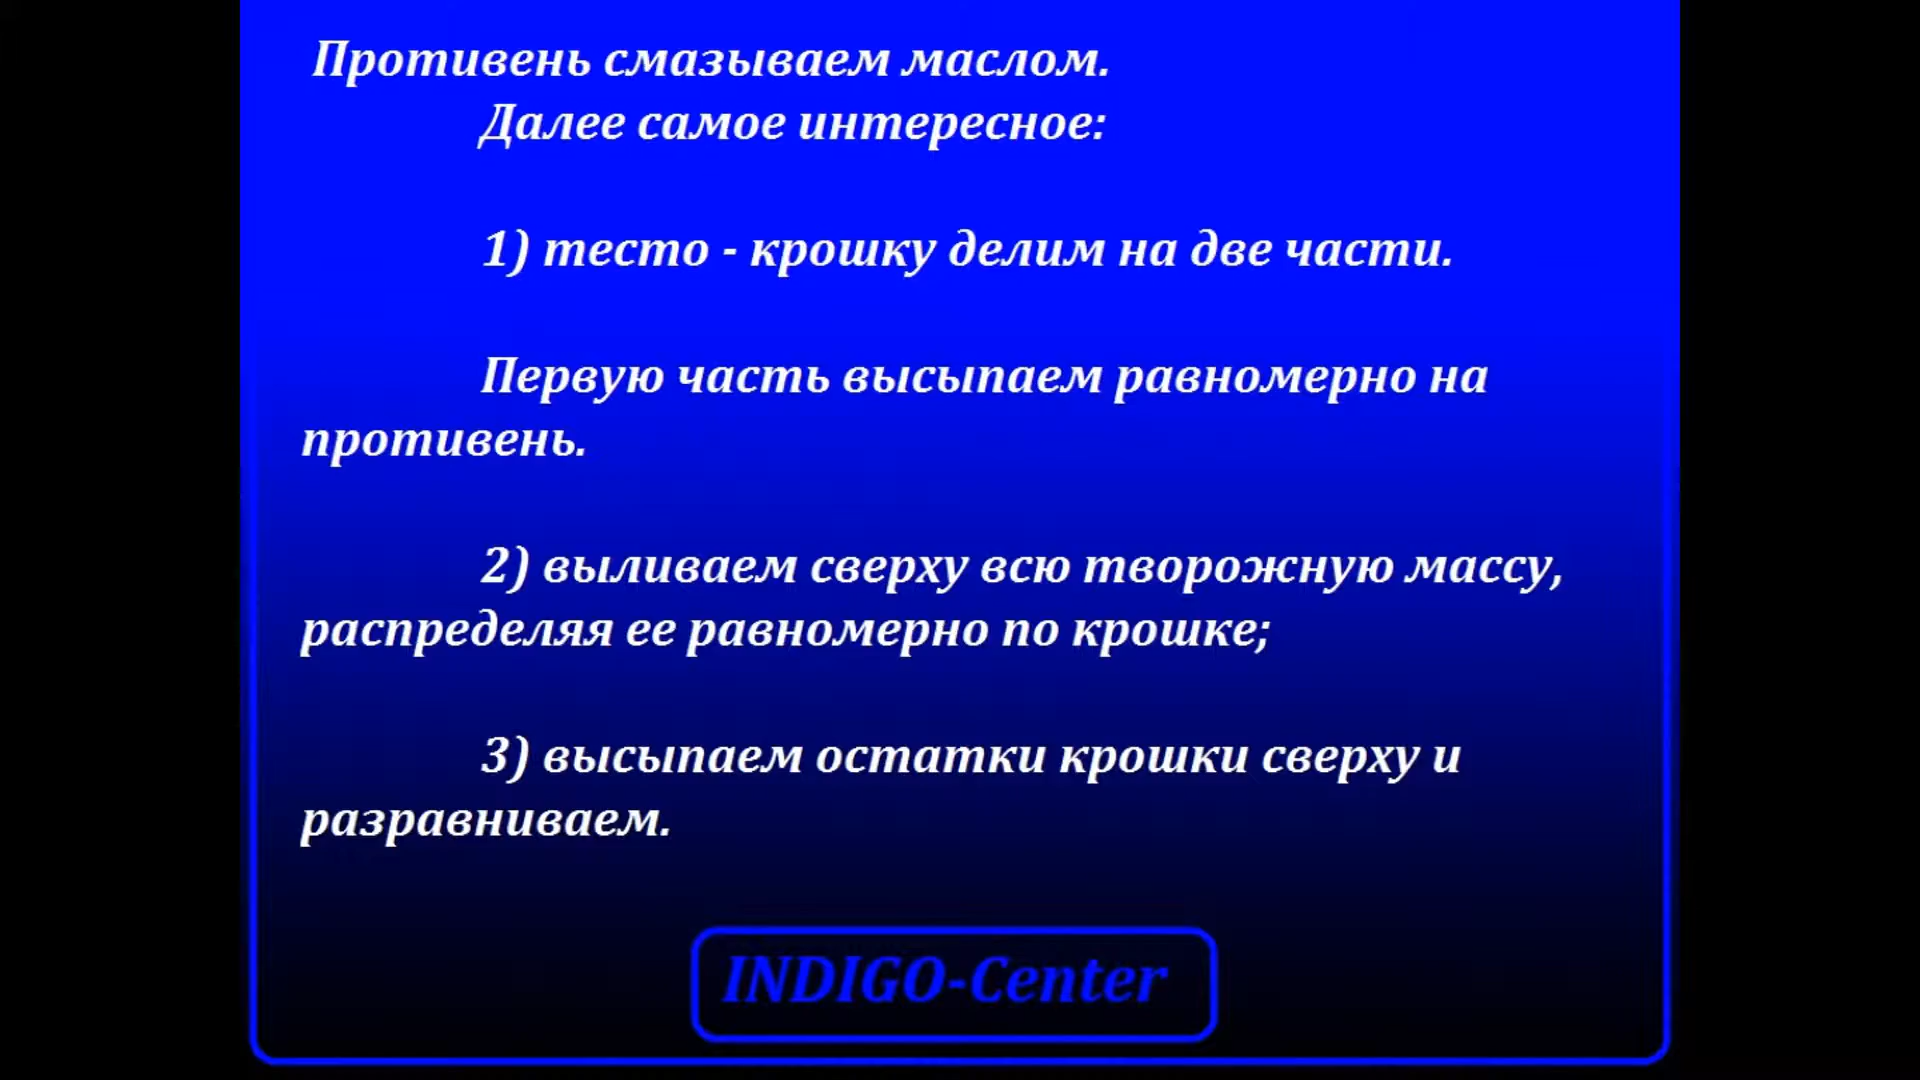 Противень смазываем маслом.
Далее самое интересное:
1) тесто - крошку делим на две части.
Первую часть высыпаем равномерно на
противень.
2) выливаем сверху всю творожную массу,
распределяя ее равномерно по крошке;
3) высыпаем остатки крошки сверху и
разравниваем.
INDIGO-Center